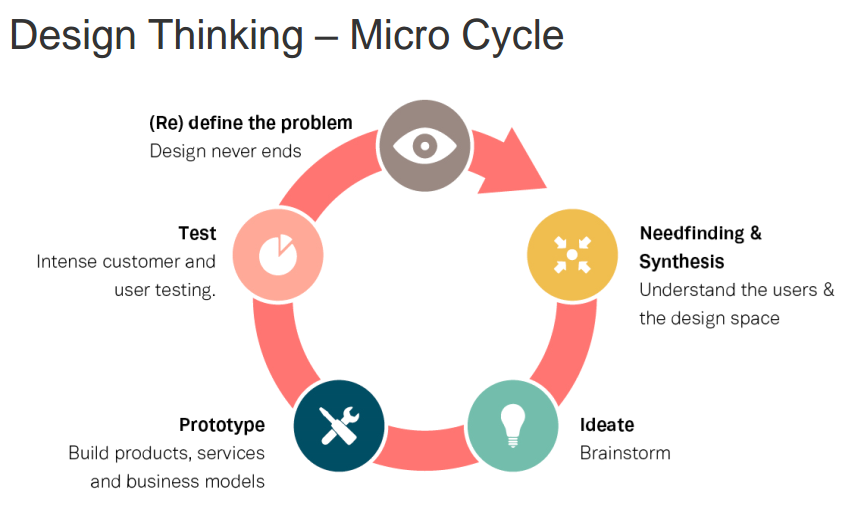 Design Thinking – Micro Cycle
(Re) define the problem
Design never ends
Needfinding &
Synthesis
Understand the users &
the design space
Ideate
Brainstorm
Prototype
Build products, services
and business models
Test
Intense customer and
user testing.